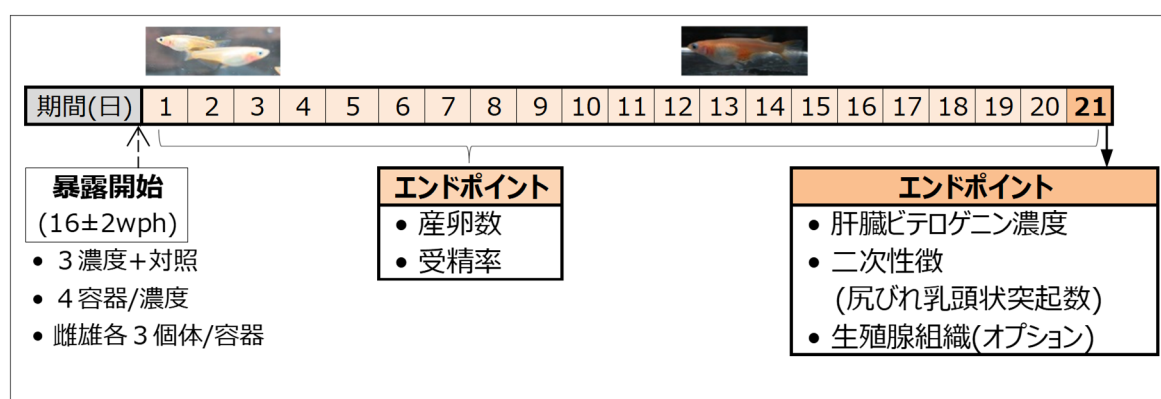 期間(日) 1 2 3 4 5 6 7 8 9 10 11 12 13 14 15 16 17 18 19 20 21
暴露開始
(16±2wph)
• 3濃度+対照
• 4容器/濃度
• 雌雄各3個体/容器
エンドポイント
• 産卵数
• 受精率
エンドポイント
• 肝臓ビテロゲニン濃度
• 二次性徴
(尻びれ乳頭状突起数)
• 生殖腺組織(オプション)